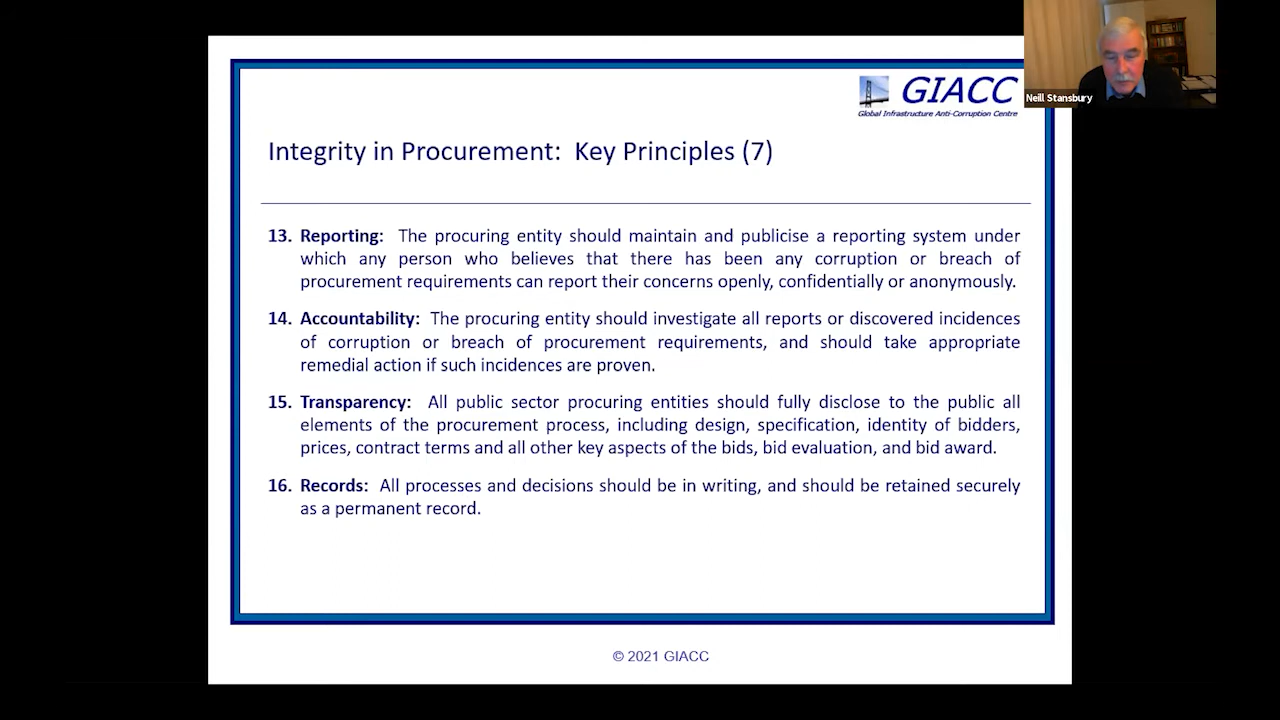 GIACC
Global Infrastructure Anti-Corruption Centre
Neill Stansbury
Integrity in Procurement: Key Principles (7)
13. Reporting: The procuring entity should maintain and publicise a reporting system under
which any person who believes that there has been any corruption or breach of
procurement requirements can report their concerns openly, confidentially or anonymously.
14. Accountability: The procuring entity should investigate all reports or discovered incidences
of corruption or breach of procurement requirements, and should take appropriate
remedial action if such incidences are proven.
15. Transparency: All public sector procuring entities should fully disclose to the public all
elements of the procurement process, including design, specification, identity of bidders,
prices, contract terms and all other key aspects of the bids, bid evaluation, and bid award.
16. Records: All processes and decisions should be in writing, and should be retained securely
as a permanent record.
© 2021 GIACC